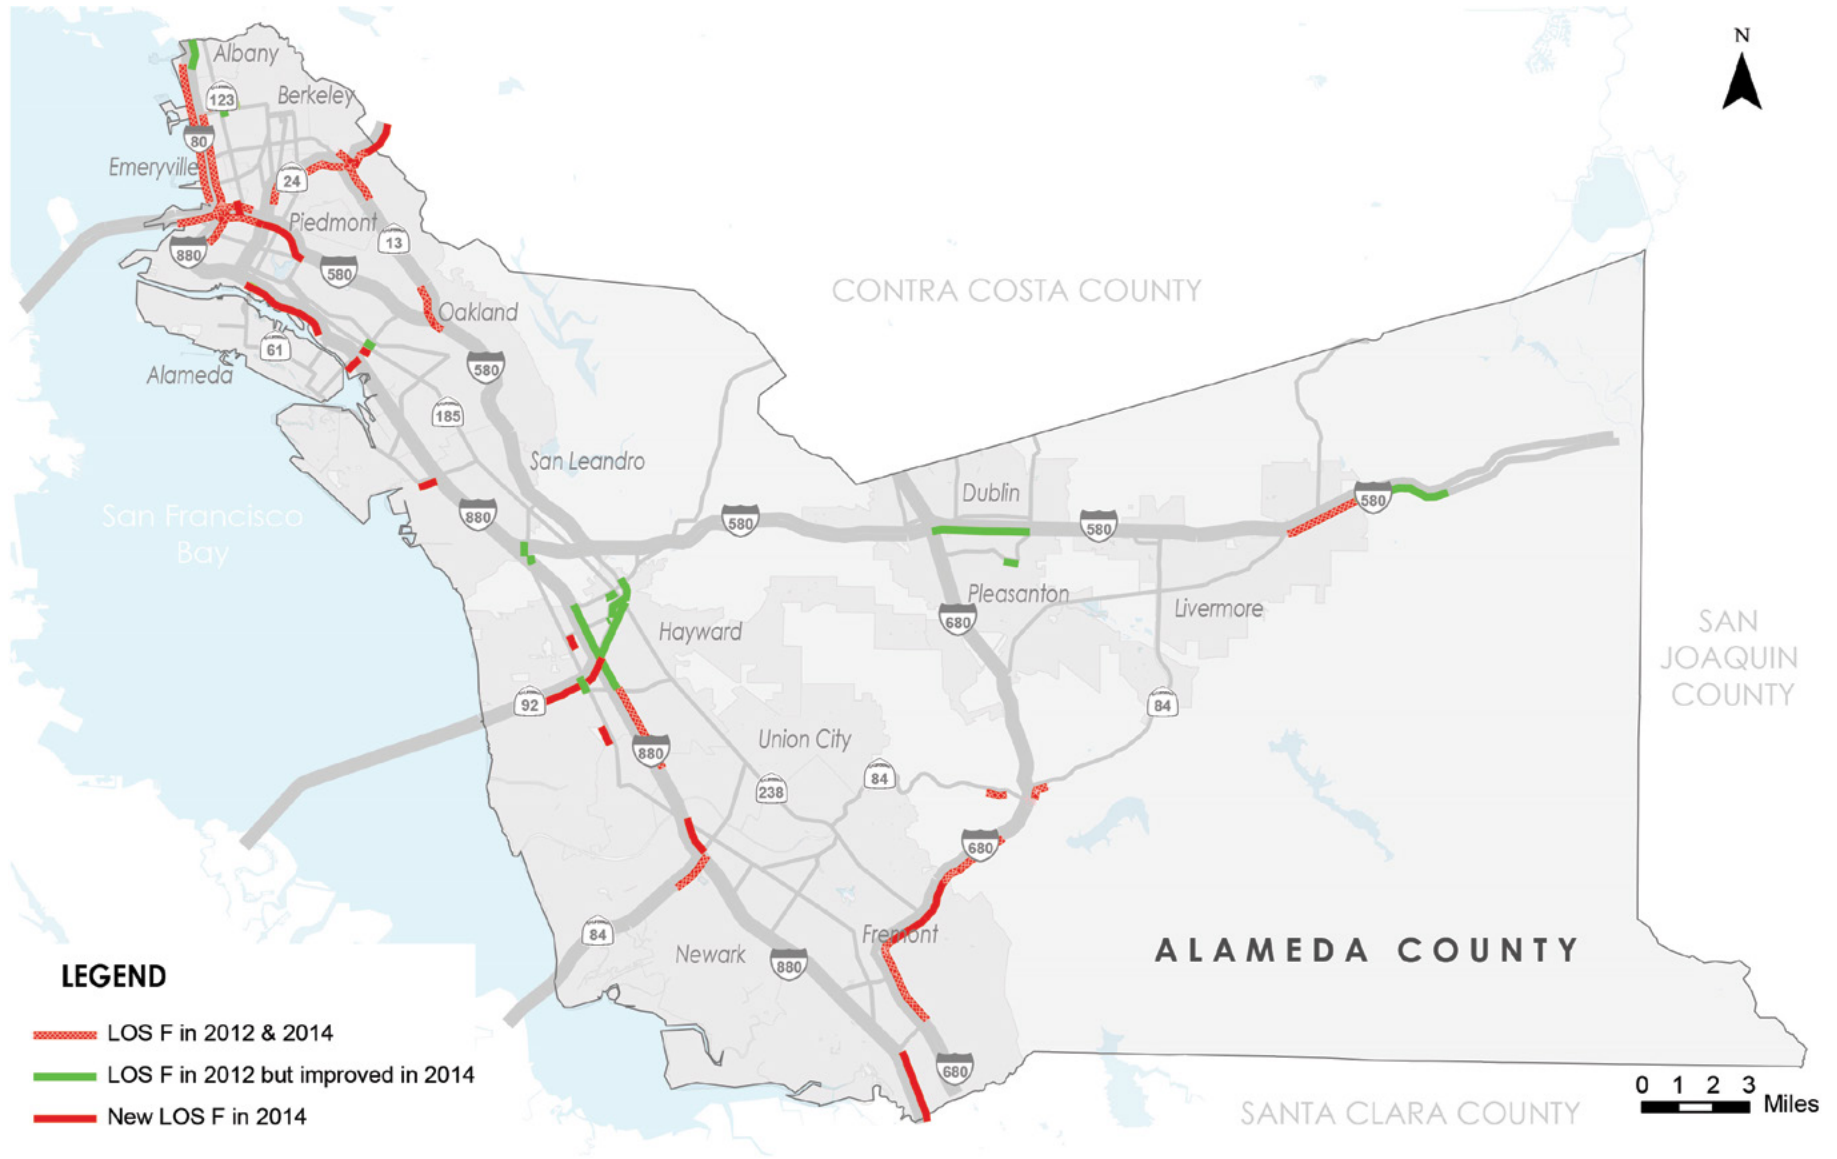 N
Albany
123
Berkeley
80
Emeryville
24
Piedmont
13
880
580
CONTRA COSTA COUNTY
Oakland
61
580
Alameda
185
San Leandro
Dublin
580
San Francisco
Bay
880
580
580
Pleasanton
Livermore
680
Hayward
SAN
JOAQUIN
COUNTY
92
84
Union City
880
84
238
680
84
Fremont
Newark
880
ALAMEDA COUNTY
LEGEND
LOS F in 2012 & 2014
LOS F in 2012 but improved in 2014
New LOS F in 2014
680
SANTA CLARA COUNTY
0 1 2 3
Miles